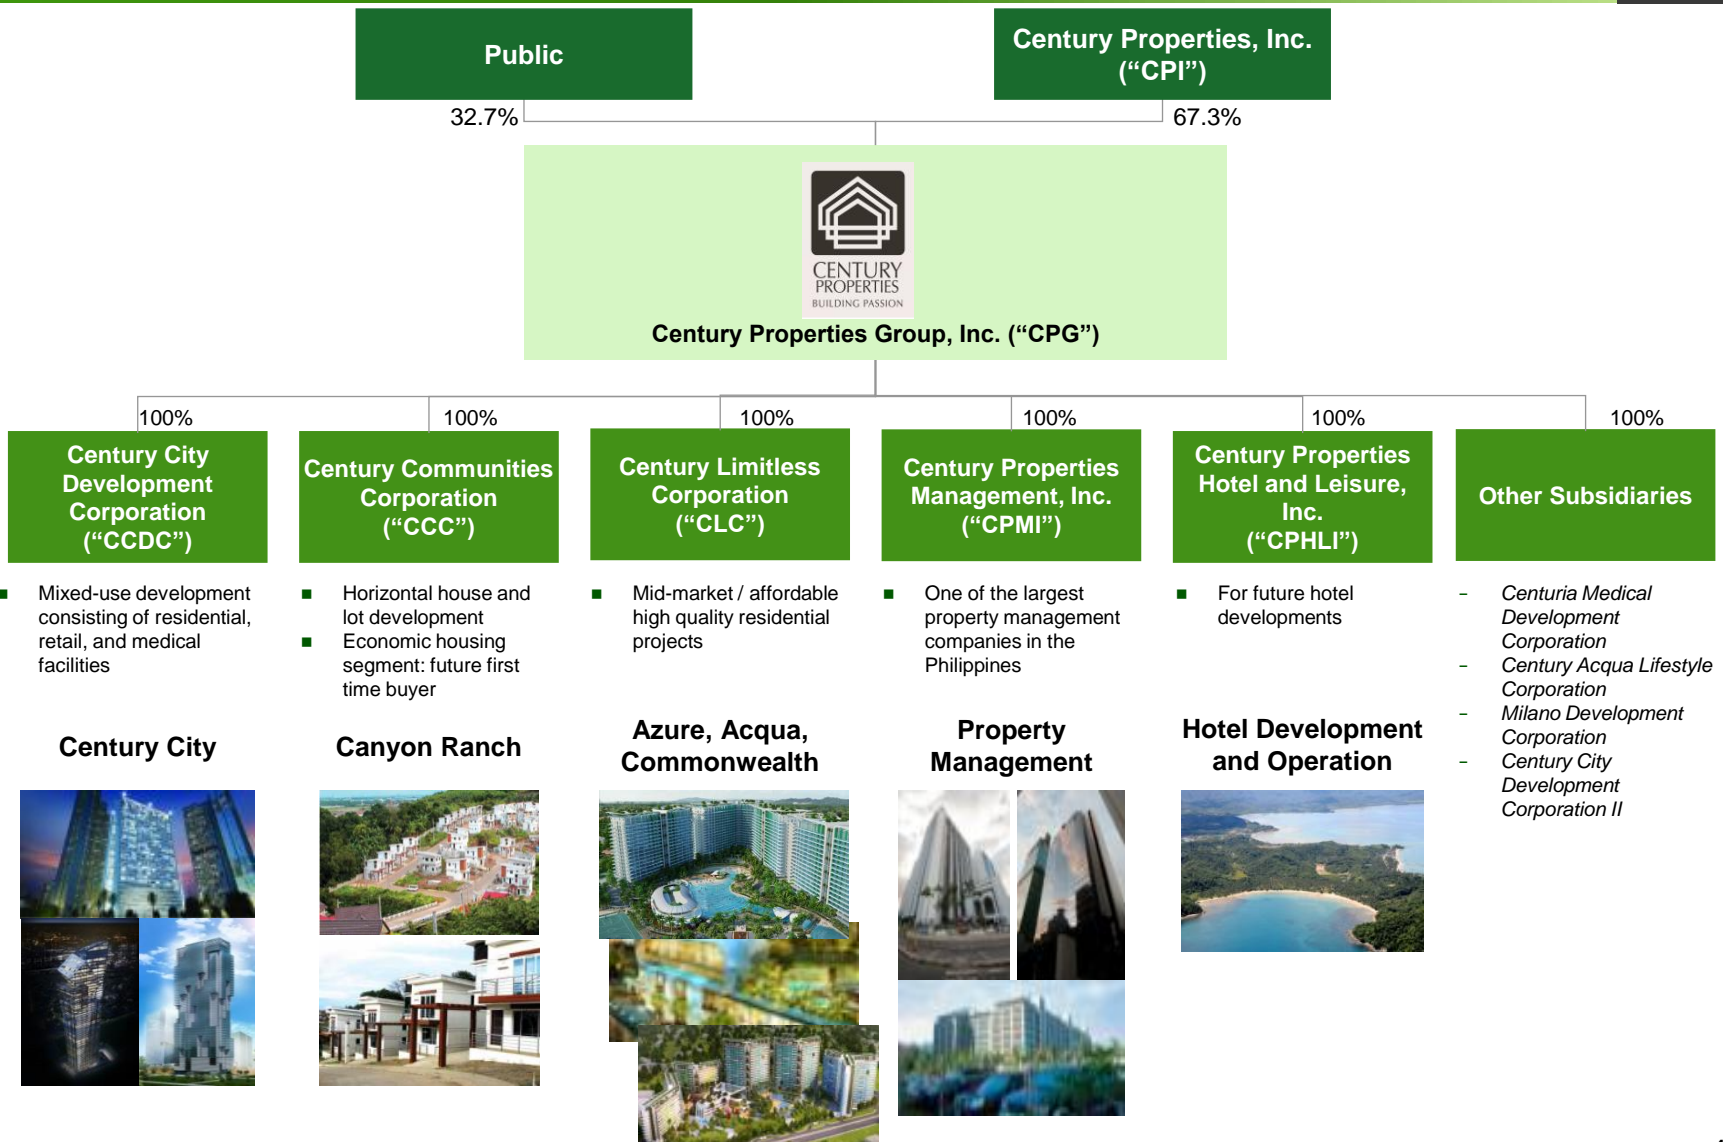 Public
Century Properties, Inc.
(“CPI”)
32.7%
67.3%
CENTURY
PROPERTIES
BUILDING PASSION
Century Properties Group, Inc. (“CPG”)
100%
100%
100%
100%
100%
100%
Century City
Development
Corporation
(“CCDC”)
Century Communities
Corporation
(“CCC”)
Century Limitless
Corporation
(“CLC”)
Century Properties
Management, Inc.
(“CPMI”)
Century Properties
Hotel and Leisure,
Inc.
(“CPHLI”)
Other Subsidiaries
Mixed-use development
consisting of residential,
retail, and medical
facilities
Horizontal house and
lot development
Economic housing
segment: future first
time buyer
Mid-market / affordable
high quality residential
projects
One of the largest
property management
companies in the
Philippines
For future hotel
developments
– Centuria Medical
Development
Corporation
– Century Acqua Lifestyle
Corporation
– Milano Development
Corporation
– Century City
Development
Corporation II
Century City
Canyon Ranch
Azure, Acqua,
Commonwealth
Property
Management
Hotel Development
and Operation